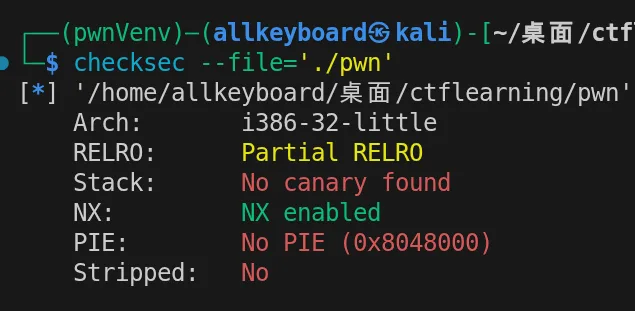 ┌──(pwnVenv)─(allkeyboard㉿kali)-[~/桌面/ctf
└─$ checksec --file='./pwn'
[*] '/home/allkeyboard/桌面/ctflearning/pwn'
Arch: i386-32-little
RELRO: Partial RELRO
Stack: No canary found
NX: NX enabled
PIE: No PIE (0x8048000)
Stripped: No